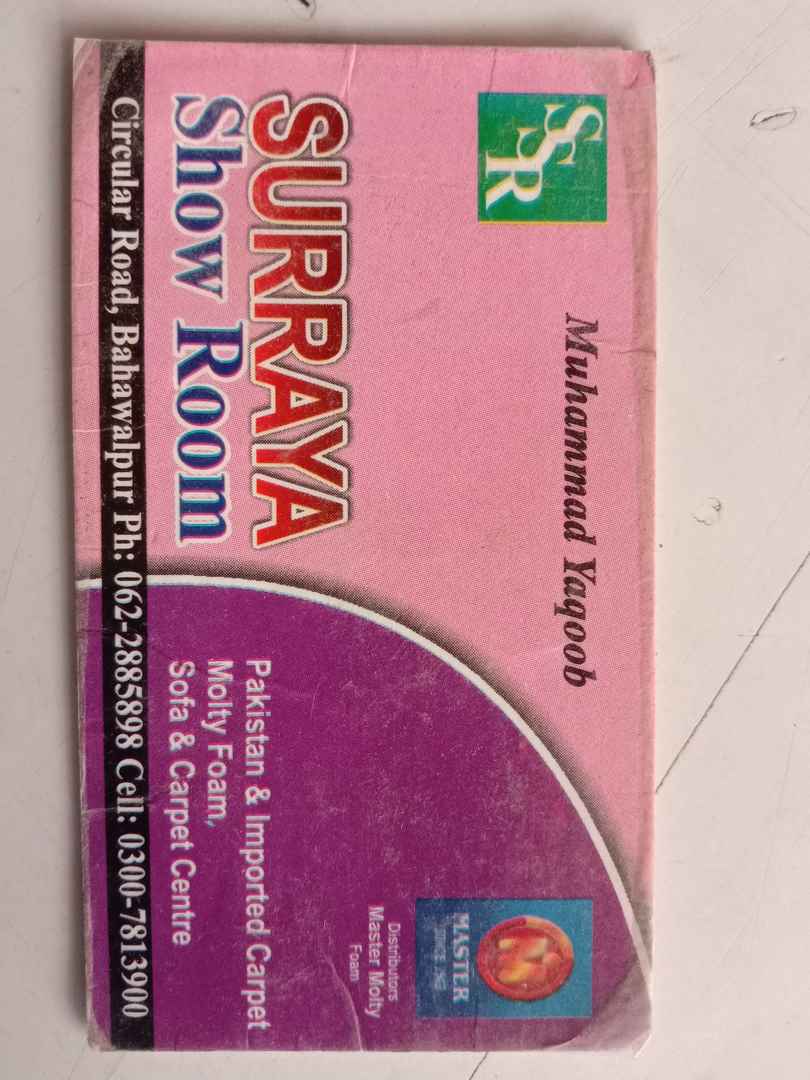 SSR
Muhammad Yaqoob
SURRAYA
Show Room
MASTER
Distributors
Master Molty
Foam
Pakistan & Imported Carpet
Molty Foam,
Sofa & Carpet Centre
Circular Road, Bahawalpur Ph: 062-2885898 Cell: 0300-7813900